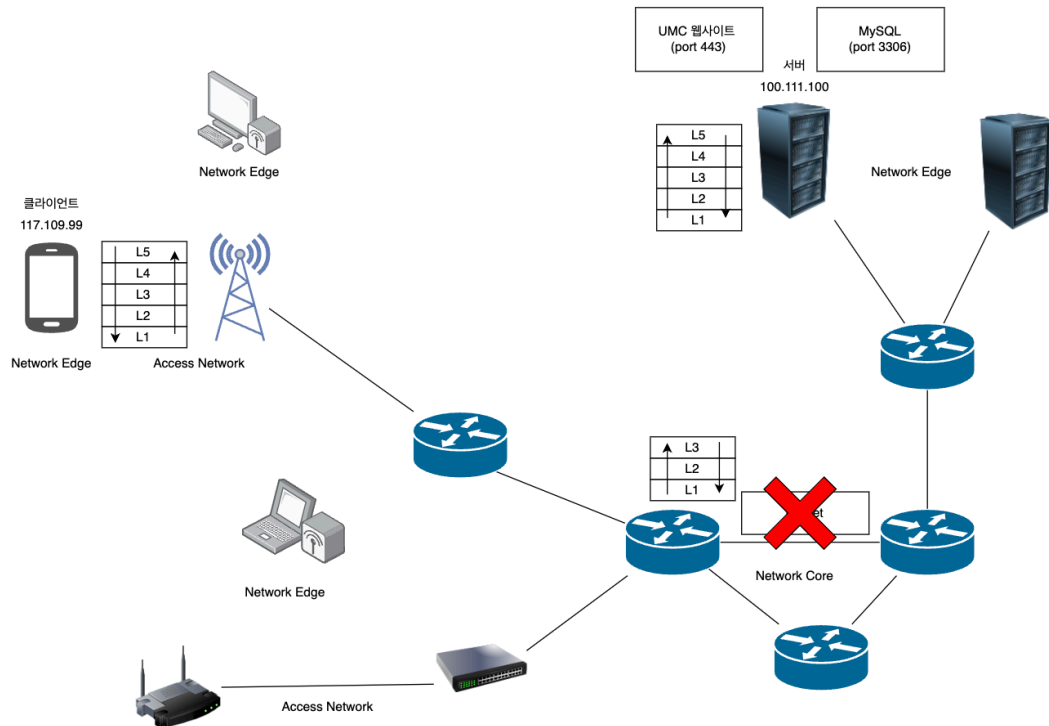 UMC 웹사이트
(port 443)
MySQL
(port 3306)
서버
100.111.100
L5
L4
L3
L2
L1
Network Edge
Network Edge
클라이언트
117.109.99
L5
L4
L3
L2
L1
Network Edge
Access Network
L3
L2
L1
Network Core
Network Edge
Access Network